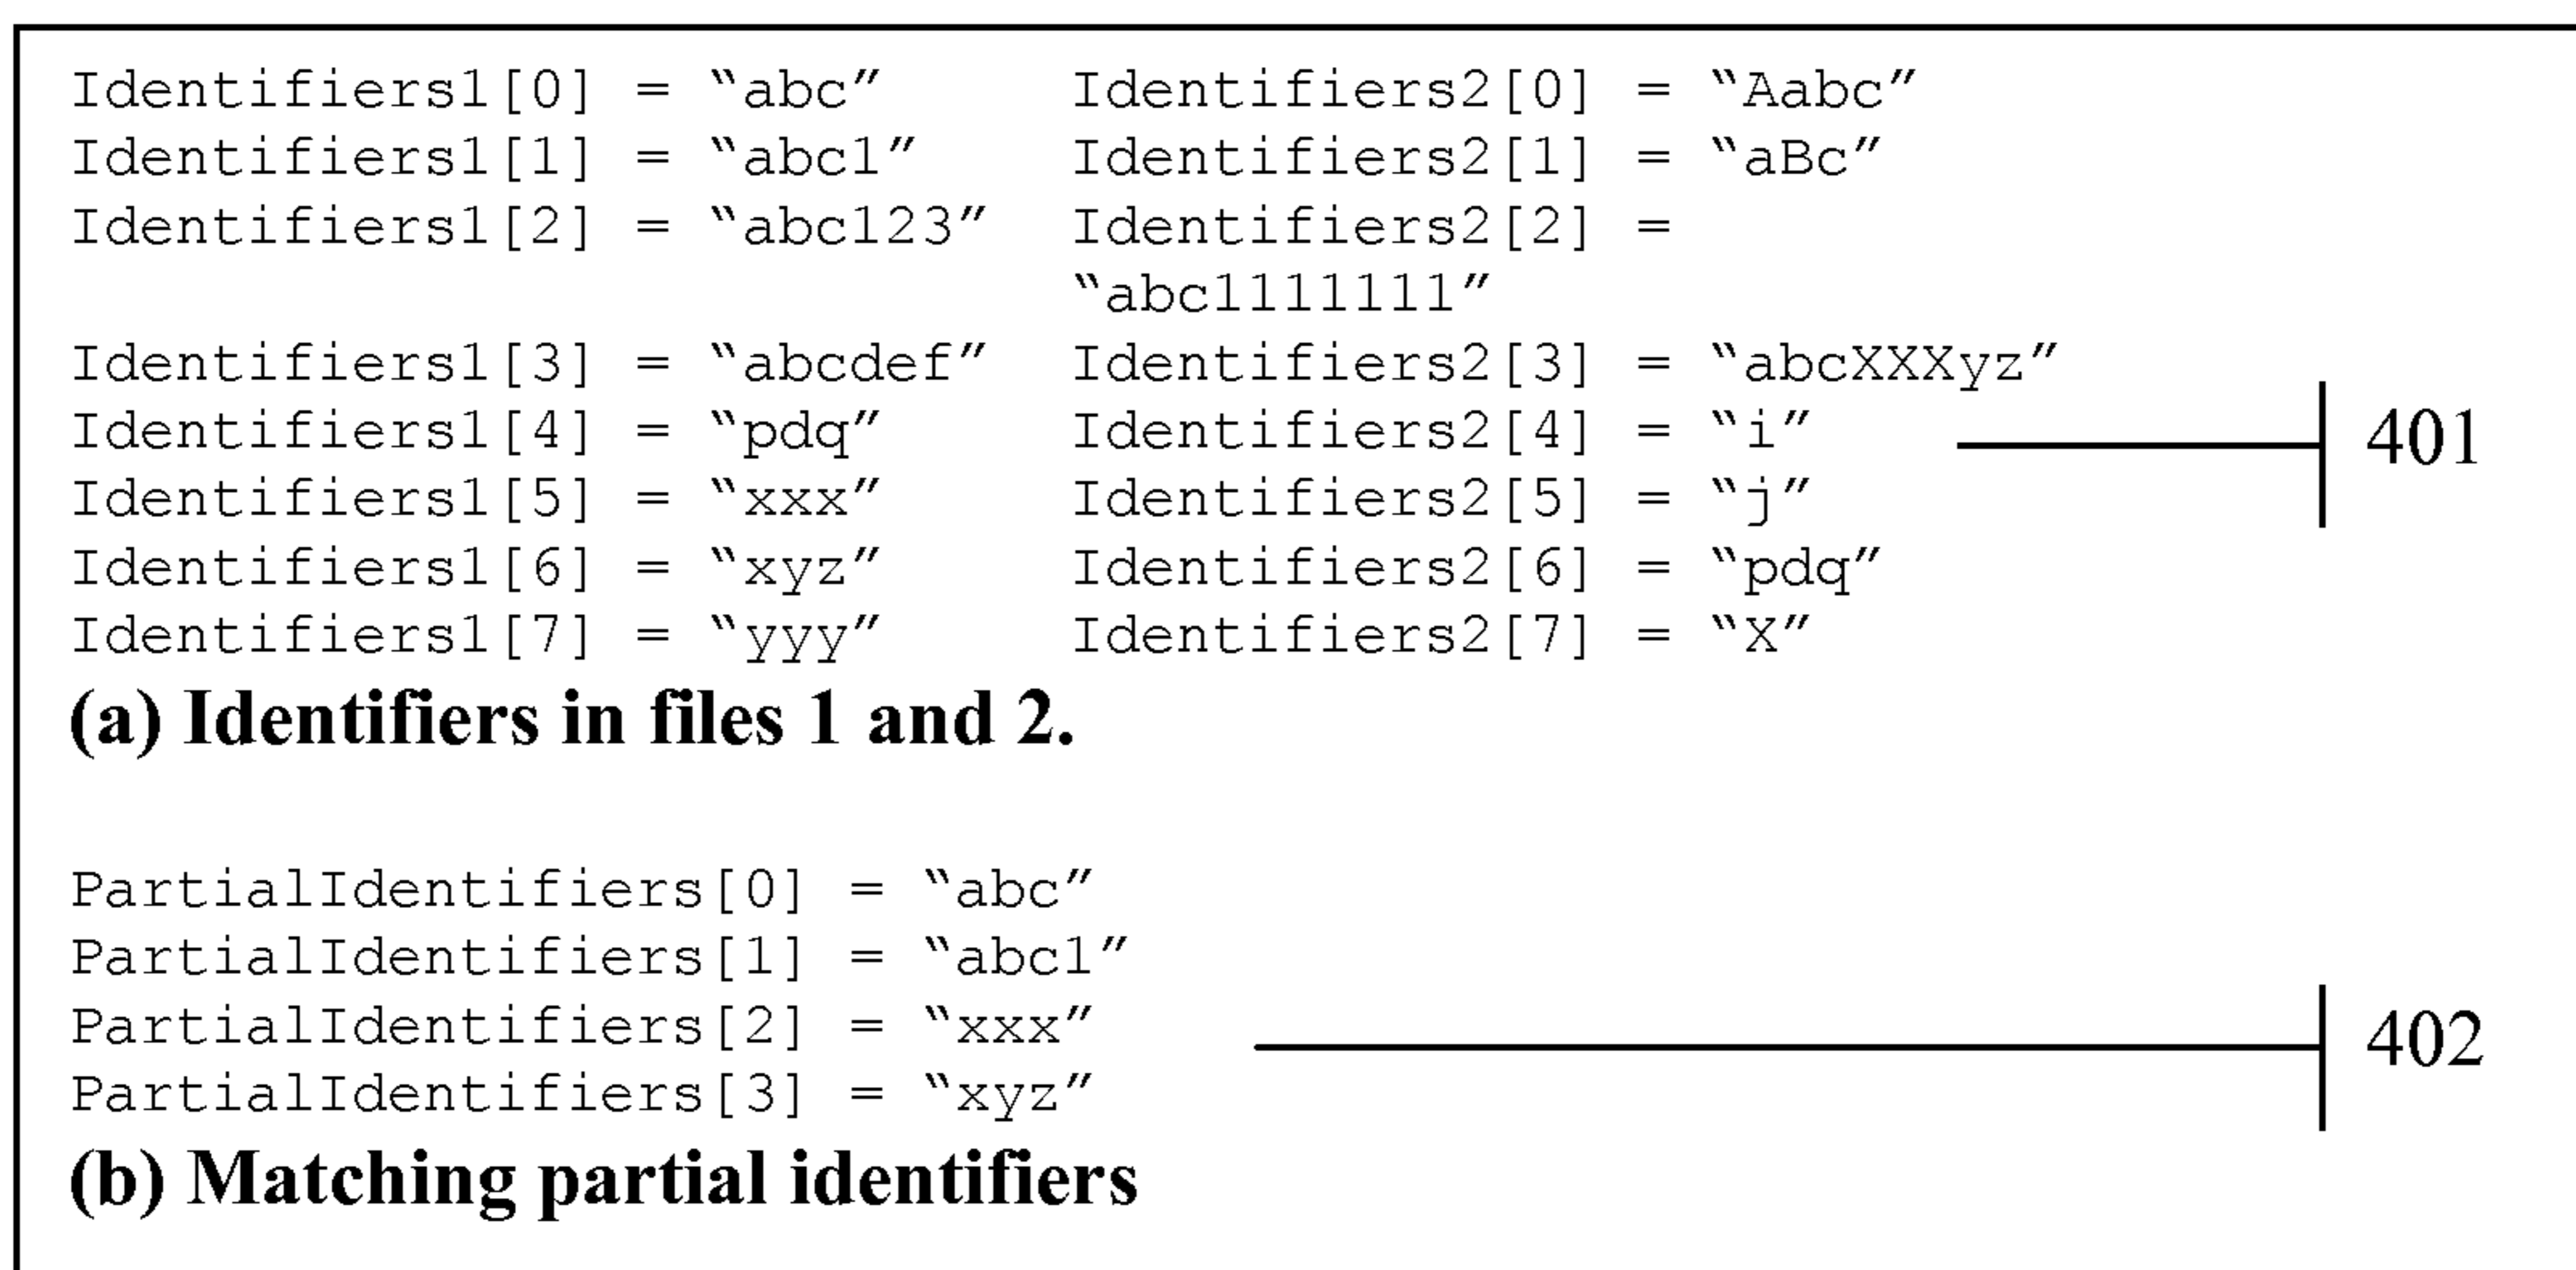 Identifiers1[0] = “abc” Identifiers2[0] = “Aabc”
Identifiers1[1] = “abc1” Identifiers2[1] = “aBc”
Identifiers1[2] = “abc123” Identifiers2[2] =
“abc1111111”
Identifiers1[3] = “abcdef” Identifiers2[3] = “abcXXXyz”
Identifiers1[4] = “pdq” Identifiers2[4] = “i”
401
Identifiers1[5] = “xxx” Identifiers2[5] = “j”
Identifiers1[6] = “xyz” Identifiers2[6] = “pdq”
Identifiers1[7] = “yyy” Identifiers2[7] = “X”
(a) Identifiers in files 1 and 2.
PartialIdentifiers[0] = “abc”
PartialIdentifiers[1] = “abc1”
PartialIdentifiers[2] = “xxx”
402
PartialIdentifiers[3] = “xyz”
(b) Matching partial identifiers